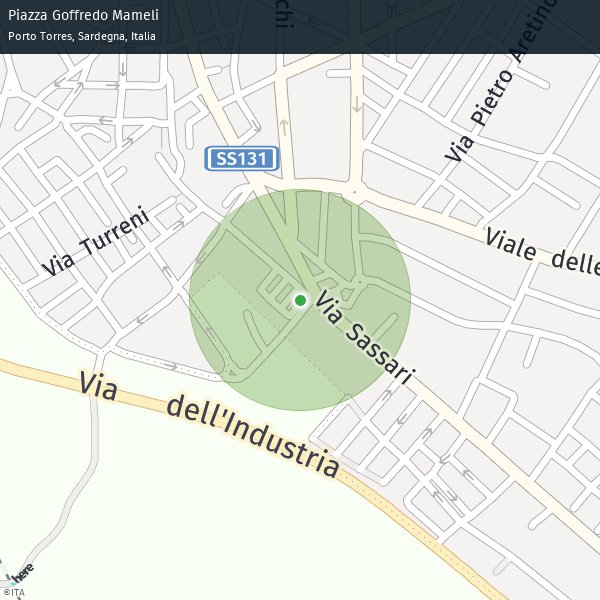 Piazza Goffredo Mameli
Porto Torres, Sardegna, Italia
chi
Via Pietro Aretino
SS131
Via Turreni
Viale delle
Via Sassari
Via dell'Industria
here
©ITA